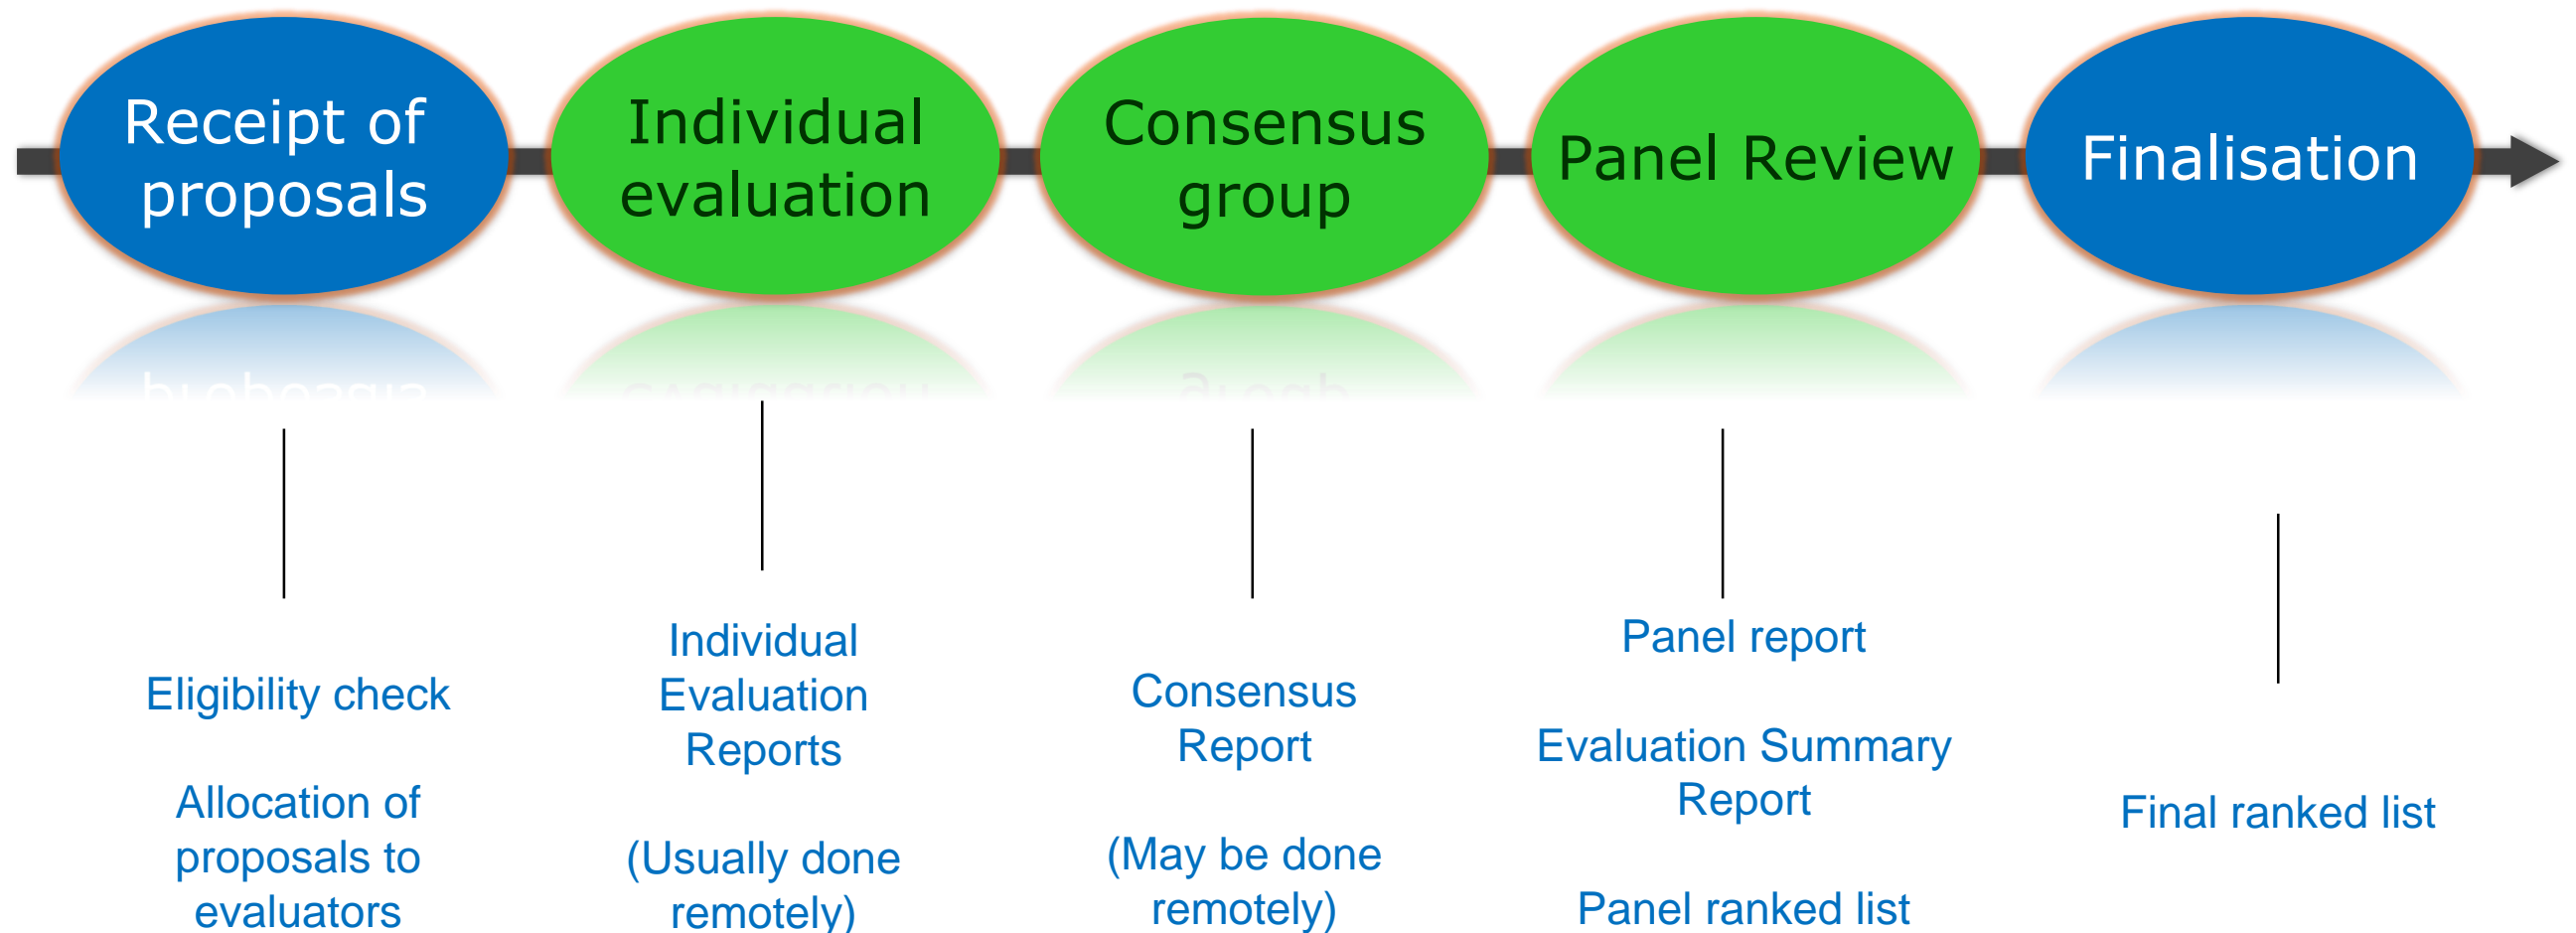 Receipt of
proposals
Individual
evaluation
Consensus
group
Panel Review
Finalisation
Eligibility check
Allocation of
proposals to
evaluators
Individual
Evaluation
Reports
(Usually done
remotely)
Consensus
Report
(May be done
remotely)
Panel report
Evaluation Summary
Report
Panel ranked list
Final ranked list